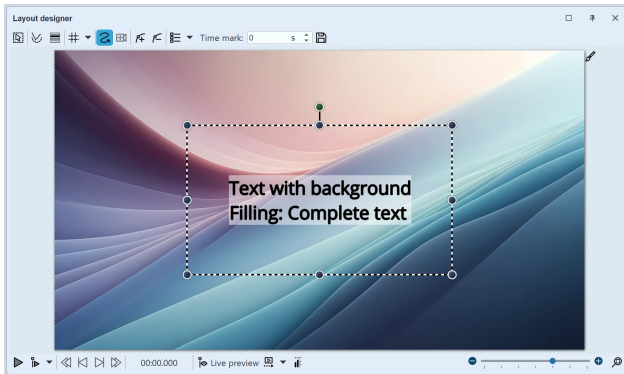 Layout designer
Time mark: 0 s
Text with background
Filling: Complete text
00:00.000 Live preview